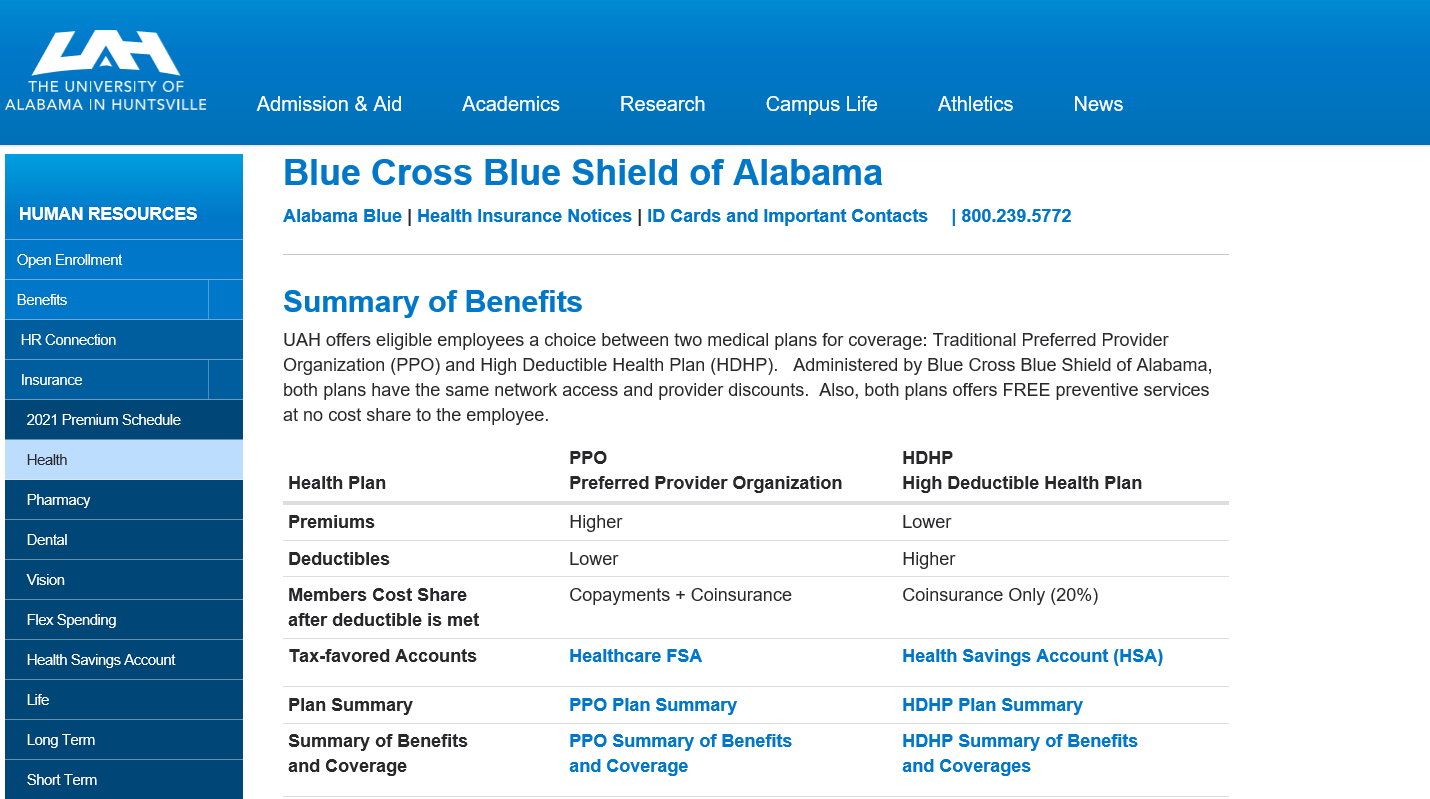 UAH
THE UNIVERSITY OF
ALABAMA IN HUNTSVILLE
Admission & Aid Academics Research Campus Life Athletics News
HUMAN RESOURCES
Open Enrollment
Benefits
HR Connection
Insurance
2021 Premium Schedule
Health
Pharmacy
Dental
Vision
Flex Spending
Health Savings Account
Life
Long Term
Short Term
Blue Cross Blue Shield of Alabama
Alabama Blue | Health Insurance Notices | ID Cards and Important Contacts | 800.239.5772
Summary of Benefits
UAH offers eligible employees a choice between two medical plans for coverage: Traditional Preferred Provider
Organization (PPO) and High Deductible Health Plan (HDHP). Administered by Blue Cross Blue Shield of Alabama,
both plans have the same network access and provider discounts. Also, both plans offers FREE preventive services
at no cost share to the employee.
PPO HDHP
Health Plan Preferred Provider Organization High Deductible Health Plan
Premiums Higher Lower
Deductibles Lower Higher
Members Cost Share Copayments + Coinsurance Coinsurance Only (20%)
after deductible is met
Tax-favored Accounts Healthcare FSA Health Savings Account (HSA)
Plan Summary PPO Plan Summary HDHP Plan Summary
Summary of Benefits PPO Summary of Benefits HDHP Summary of Benefits
and Coverage and Coverage and Coverages